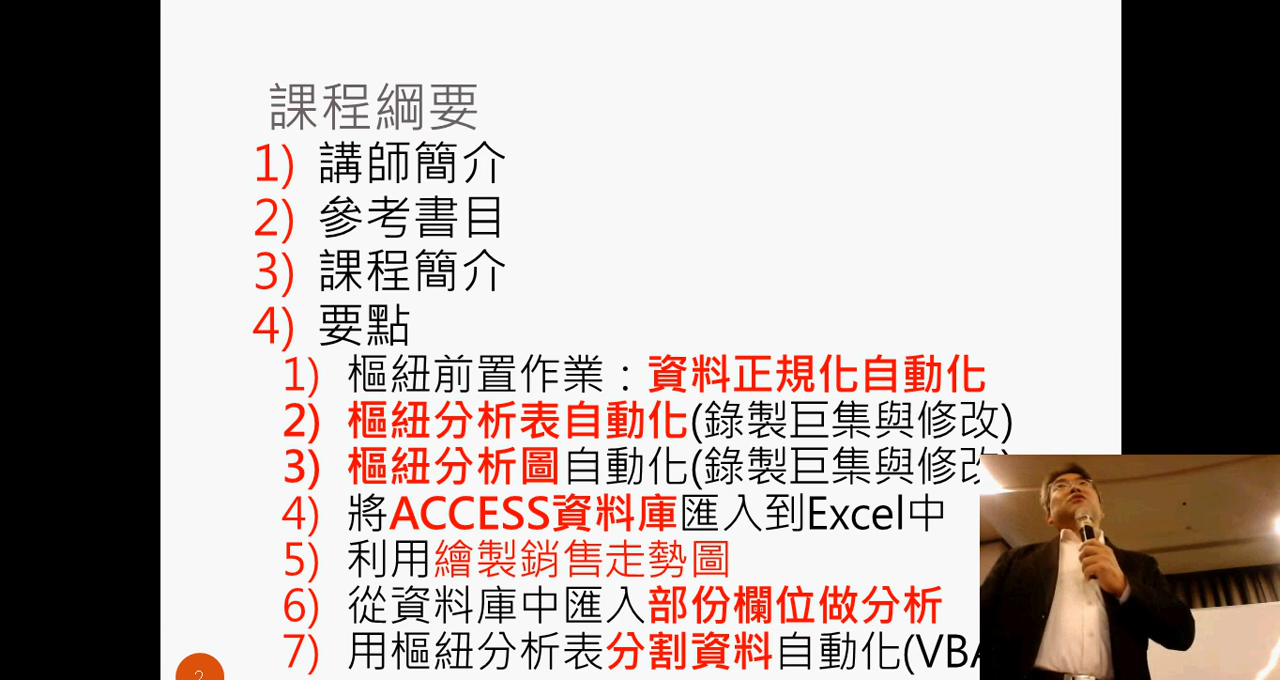 課程綱要
1) 講師簡介
2) 參考書目
3) 課程簡介
4) 要點
1) 樞紐前置作業：資料正規化自動化
2) 樞紐分析表自動化(錄製巨集與修改)
3) 樞紐分析圖自動化(錄製巨集與修改)
4) 將ACCESS資料庫匯入到Excel中
5) 利用繪製銷售走勢圖
6) 從資料庫中匯入部份欄位做分析
7) 用樞紐分析表分割資料自動化(VBA
2